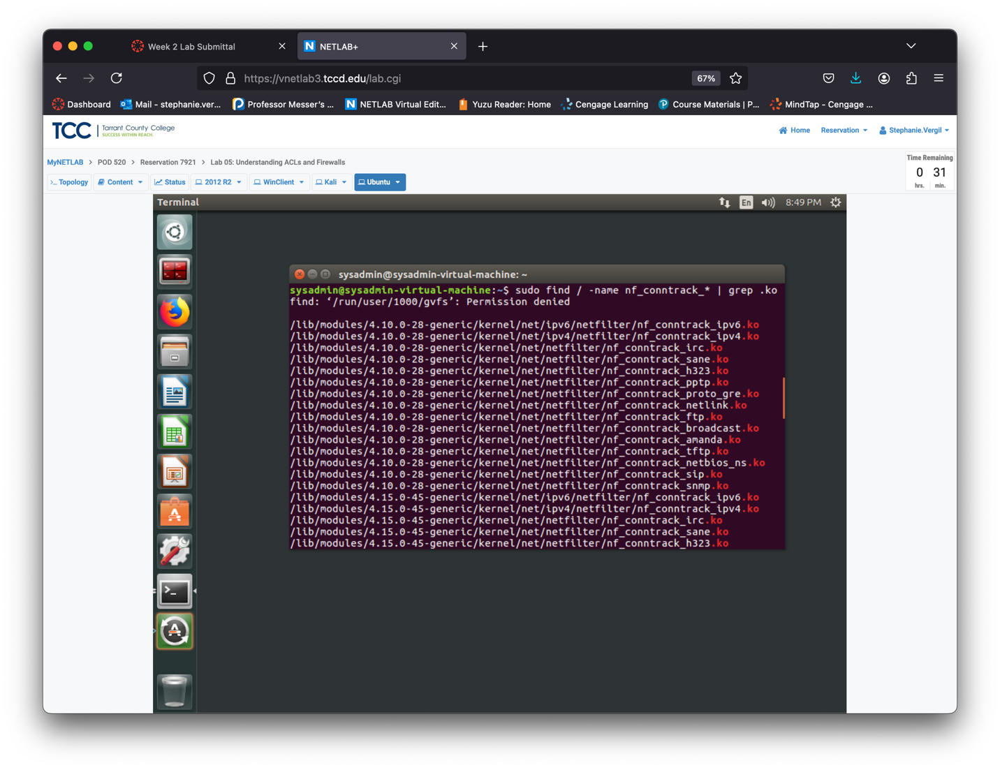 Week 2 Lab Submittal
NETLAB+
https://vnetlab3.tccd.edu/lab.cgi
67%
Dashboard
Mail - stephanie.ver...
Professor Messer's ...
NETLAB Virtual Edit...
Yuzu Reader: Home
Cengage Learning
Course Materials | P...
MindTap - Cengage ...
TCC Tarrant County College
SUCCESS WITHIN REACH.
Home
Reservation
Stephanie.Vergil
MyNETLAB > POD 520 > Reservation 7921 > Lab 05: Understanding ACLs and Firewalls
Time Remaining
0 31
hrs. min.
Topology
Content
Status
2012 R2
WinClient
Kali
Ubuntu
Terminal
En
8:49 PM
sysadmin@sysadmin-virtual-machine: ~
sysadmin@sysadmin-virtual-machine:~$ sudo find / -name nf_conntrack_* | grep .ko
find: ‘/run/user/1000/gvfs’: Permission denied
/lib/modules/4.10.0-28-generic/kernel/net/ipv6/netfilter/nf_conntrack_ipv6.ko
/lib/modules/4.10.0-28-generic/kernel/net/ipv4/netfilter/nf_conntrack_ipv4.ko
/lib/modules/4.10.0-28-generic/kernel/net/netfilter/nf_conntrack_irc.ko
/lib/modules/4.10.0-28-generic/kernel/net/netfilter/nf_conntrack_sane.ko
/lib/modules/4.10.0-28-generic/kernel/net/netfilter/nf_conntrack_h323.ko
/lib/modules/4.10.0-28-generic/kernel/net/netfilter/nf_conntrack_pptp.ko
/lib/modules/4.10.0-28-generic/kernel/net/netfilter/nf_conntrack_proto_gre.ko
/lib/modules/4.10.0-28-generic/kernel/net/netfilter/nf_conntrack_netlink.ko
/lib/modules/4.10.0-28-generic/kernel/net/netfilter/nf_conntrack_ftp.ko
/lib/modules/4.10.0-28-generic/kernel/net/netfilter/nf_conntrack_broadcast.ko
/lib/modules/4.10.0-28-generic/kernel/net/netfilter/nf_conntrack_amanda.ko
/lib/modules/4.10.0-28-generic/kernel/net/netfilter/nf_conntrack_tftp.ko
/lib/modules/4.10.0-28-generic/kernel/net/netfilter/nf_conntrack_netbios_ns.ko
/lib/modules/4.10.0-28-generic/kernel/net/netfilter/nf_conntrack_sip.ko
/lib/modules/4.10.0-28-generic/kernel/net/netfilter/nf_conntrack_snmp.ko
/lib/modules/4.15.0-45-generic/kernel/net/ipv6/netfilter/nf_conntrack_ipv6.ko
/lib/modules/4.15.0-45-generic/kernel/net/ipv4/netfilter/nf_conntrack_ipv4.ko
/lib/modules/4.15.0-45-generic/kernel/net/netfilter/nf_conntrack_irc.ko
/lib/modules/4.15.0-45-generic/kernel/net/netfilter/nf_conntrack_sane.ko
/lib/modules/4.15.0-45-generic/kernel/net/netfilter/nf_conntrack_h323.ko